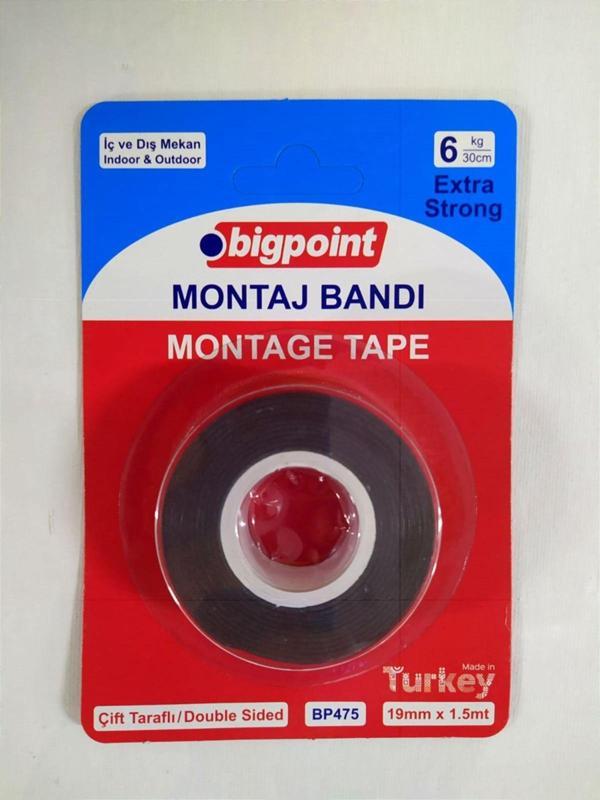 İç ve Dış Mekan
Indoor & Outdoor
6 kg
30cm
Extra
Strong
bigpoint
MONTAJ BANDI
MONTAGE TAPE
Made in
Turkey
Çift Taraflı/Double Sided
BP475
19mm x 1.5mt